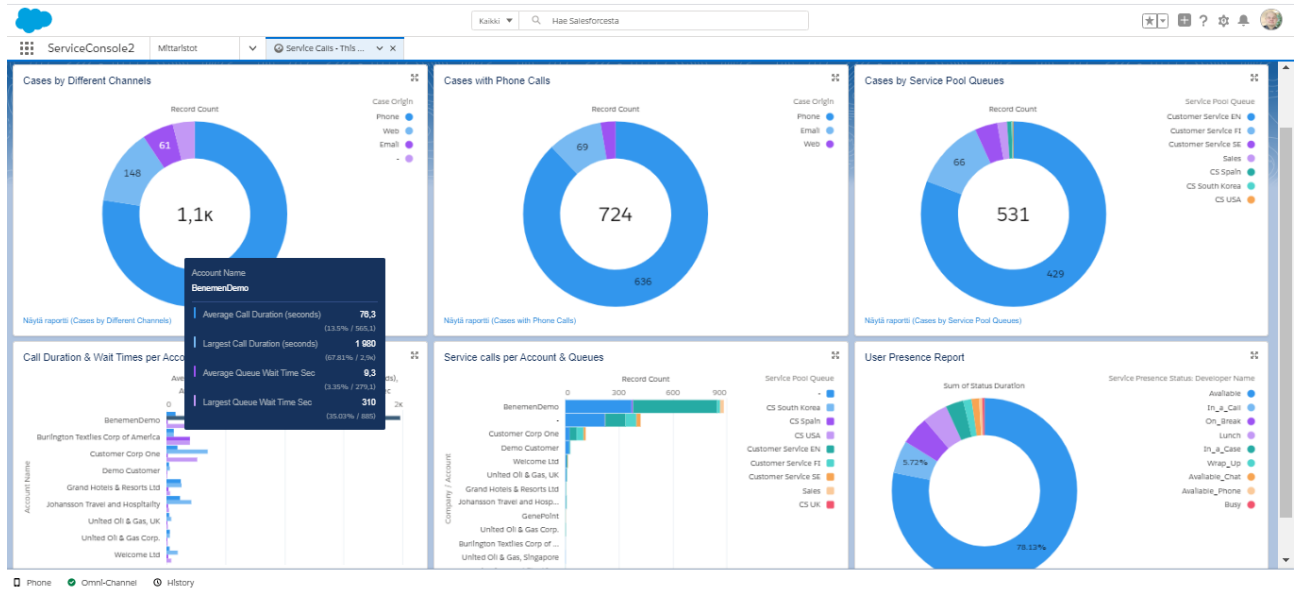 Kaikki
Hae Salesforcesta
ServiceConsole2
Mittaristot
Service Calls - This ...
Cases by Different Channels
Record Count
Case Origin
Phone
Web
Email
-
61
148
1,1K
Näytä raportti (Cases by Different Channels)
Cases with Phone Calls
Record Count
Case Origin
Phone
Email
Web
69
724
636
Näytä raportti (Cases with Phone Calls)
Cases by Service Pool Queues
Record Count
Service Pool Queue
Customer Service EN
Customer Service FI
Customer Service SE
Sales
CS Spain
CS South Korea
CS USA
66
531
429
Näytä raportti (Cases by Service Pool Queues)
Account Name
BenemenDemo
Average Call Duration (seconds) 76,3
(13.5% / 565,1)
Largest Call Duration (seconds) 1 980
(67.81% / 2,9k)
Average Queue Wait Time Sec 9,3
(3.35% / 279,1)
Largest Queue Wait Time Sec 310
(35.03% / 885)
Call Duration & Wait Times per Acco
Ave
ds),
A
c
0
2K
Account Name
BenemenDemo
Burlington Textiles Corp of America
Customer Corp One
Demo Customer
Grand Hotels & Resorts Ltd
Johansson Travel and Hospitality
United Oil & Gas, UK
United Oil & Gas Corp.
Welcome Ltd
Service calls per Account & Queues
Record Count
0 300 600 900
Company / Account
BenemenDemo
-
Customer Corp One
Demo Customer
Welcome Ltd
United Oil & Gas, UK
Grand Hotels & Resorts Ltd
Johansson Travel and Hosp...
GenePoint
United Oil & Gas Corp.
Burlington Textiles Corp of ...
United Oil & Gas, Singapore
Service Pool Queue
-
CS South Korea
CS Spain
CS USA
Customer Service EN
Customer Service FI
Customer Service SE
Sales
CS UK
User Presence Report
Sum of Status Duration
Service Presence Status: Developer Name
Available
In_a_Call
On_Break
Lunch
In_a_Case
Wrap_Up
Available_Chat
Available_Phone
Busy
5.72%
78.13%
Phone
Omni-Channel
History